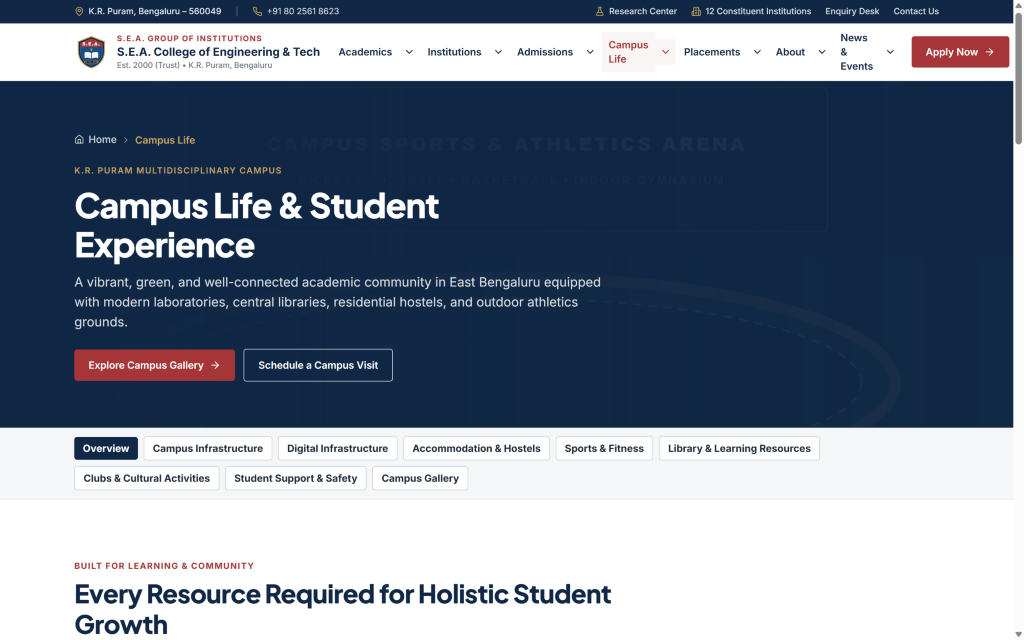 K.R. Puram, Bengaluru – 560049
+91 80 2561 8623
Research Center
12 Constituent Institutions
Enquiry Desk
Contact Us
S.E.A.
S.E.A. GROUP OF INSTITUTIONS
S.E.A. College of Engineering & Tech
Est. 2000 (Trust) • K.R. Puram, Bengaluru
Academics
Institutions
Admissions
Campus
Life
Placements
About
News
&
Events
Apply Now
Home
Campus Life
CAMPUS SPORTS & ATHLETICS ARENA
K.R. PURAM MULTIDISCIPLINARY CAMPUS
Campus Life & Student
Experience
A vibrant, green, and well-connected academic community in East Bengaluru equipped
with modern laboratories, central libraries, residential hostels, and outdoor athletics
grounds.
Explore Campus Gallery
Schedule a Campus Visit
Overview
Campus Infrastructure
Digital Infrastructure
Accommodation & Hostels
Sports & Fitness
Library & Learning Resources
Clubs & Cultural Activities
Student Support & Safety
Campus Gallery
BUILT FOR LEARNING & COMMUNITY
Every Resource Required for Holistic Student
Growth